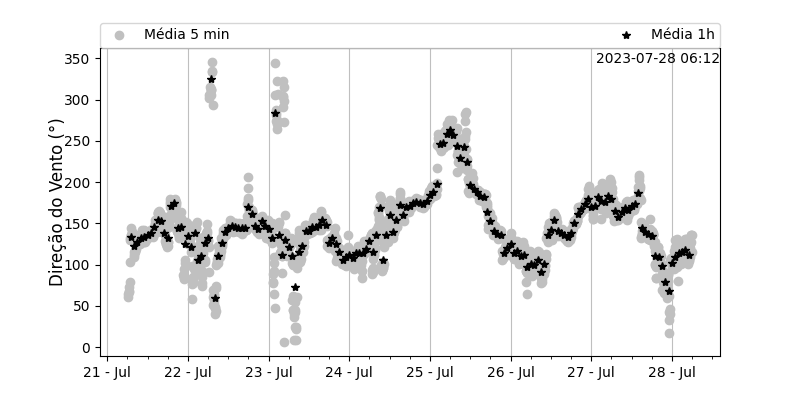 Média 5 min
Média 1h
2023-07-28 06:12
Direção do Vento (°)
350
300
250
200
150
100
50
0
21 - Jul
22 - Jul
23 - Jul
24 - Jul
25 - Jul
26 - Jul
27 - Jul
28 - Jul